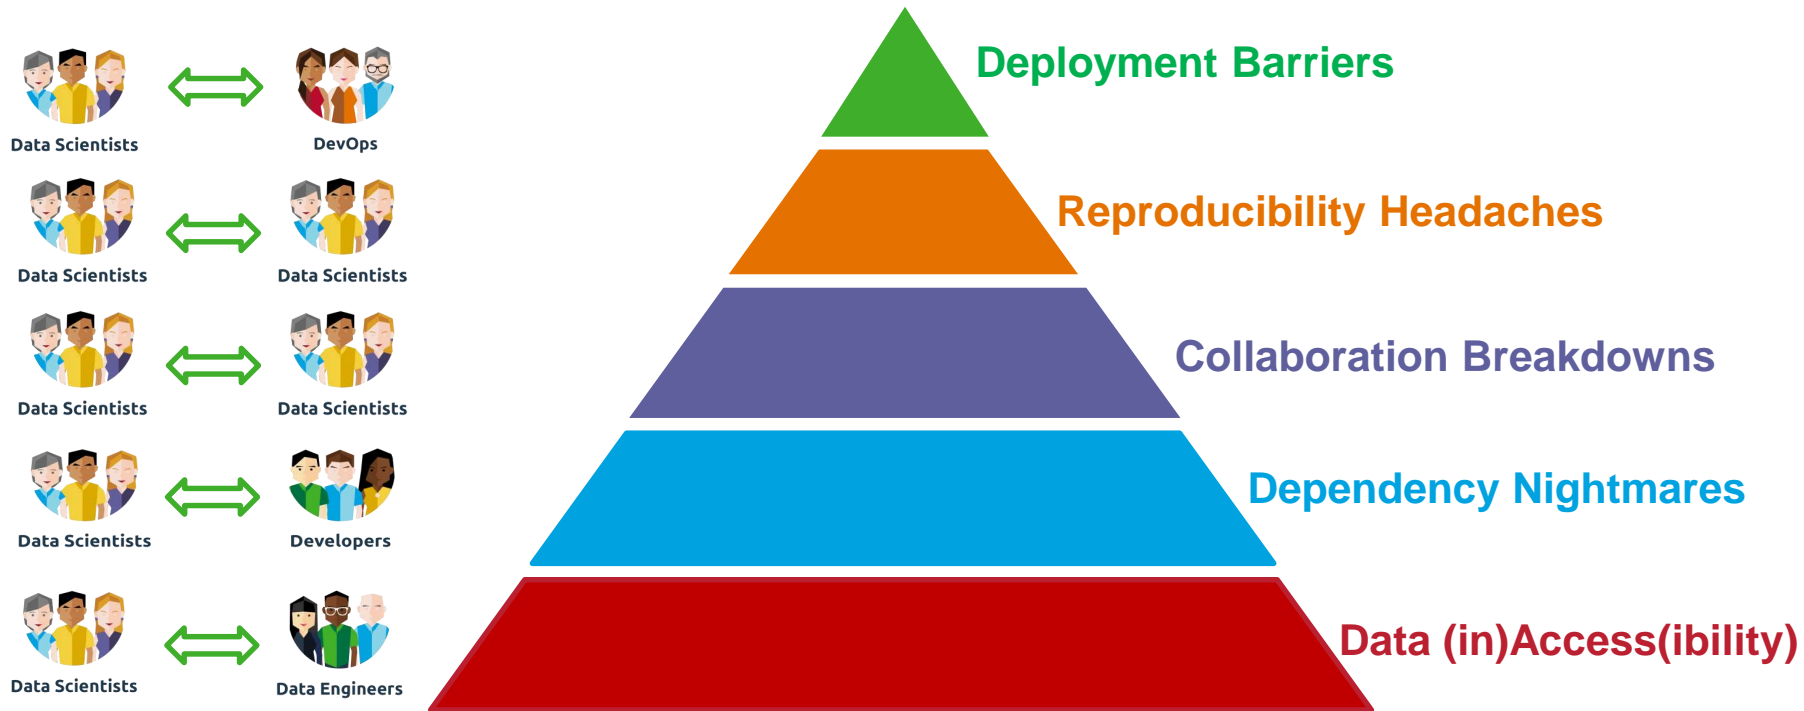 Deployment Barriers
Data Scientists
DevOps
Reproducibility Headaches
Data Scientists
Data Scientists
Collaboration Breakdowns
Data Scientists
Data Scientists
Dependency Nightmares
Data Scientists
Developers
Data (in)Access(ibility)
Data Scientists
Data Engineers